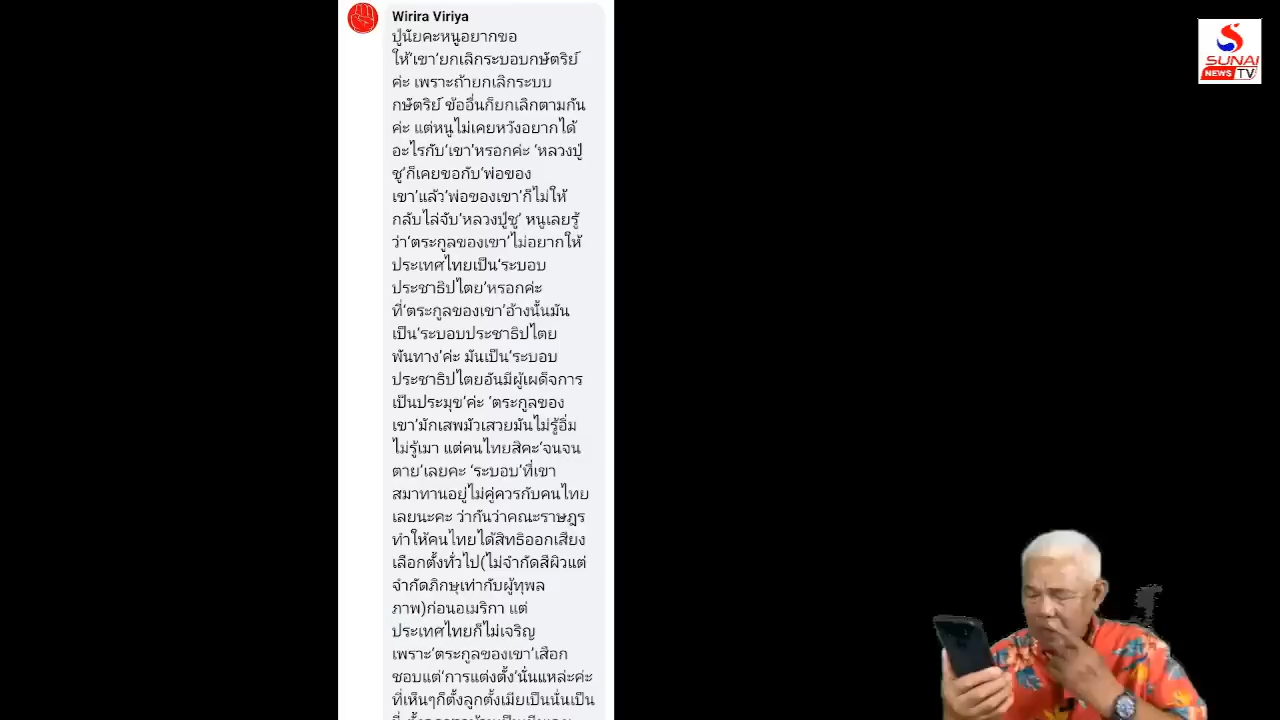 Wirira Viriya
ปู่นัยคะหนูอยากขอ
ให้‘เขา’ยกเลิกระบอบกษัตริย์
ค่ะ เพราะถ้ายกเลิกระบบ
กษัตริย์ ข้ออื่นก็ยกเลิกตามกัน
ค่ะ แต่หนูไม่เคยหวังอยากได้
อะไรกับ‘เขา’หรอกค่ะ ‘หลวงปู่
ชู’ก็เคยขอกับ‘พ่อของ
เขา’แล้ว‘พ่อของเขา’ก็ไม่ให้
กลับไล่จับ‘หลวงปู่ชู’ หนูเลยรู้
ว่า‘ตระกูลของเขา’ไม่อยากให้
ประเทศไทยเป็น‘ระบอบ
ประชาธิปไตย’หรอกค่ะ
ที่‘ตระกูลของเขา’อ้างนั้นมัน
เป็น‘ระบอบประชาธิปไตย
พันทาง’ค่ะ มันเป็น‘ระบอบ
ประชาธิปไตยอันมีผู้เผด็จการ
เป็นประมุข’ค่ะ ‘ตระกูลของ
เขา’มักเสพมัวเสวยมันไม่รู้อิ่ม
ไม่รู้เมา แต่คนไทยสิคะ‘จนจน
ตาย’เลยคะ ‘ระบอบ’ที่เขา
สมาทานอยู่ไม่คู่ควรกับคนไทย
เลยนะคะ ว่ากันว่าคณะราษฎร
ทำให้คนไทยได้สิทธิออกเสียง
เลือกตั้งทั่วไป(ไม่จำกัดสีผิวแต่
จำกัดภิกษุเท่ากับผู้ทุพล
ภาพ)ก่อนอเมริกา แต่
ประเทศไทยก็ไม่เจริญ
เพราะ‘ตระกูลของเขา’เสือก
ชอบแต่‘การแต่งตั้ง’นั่นแหล่ะค่ะ
ที่เห็นๆก็ตั้งลูกตั้งเมียเป็นนั่นเป็น
SUNAI
NEWS TV